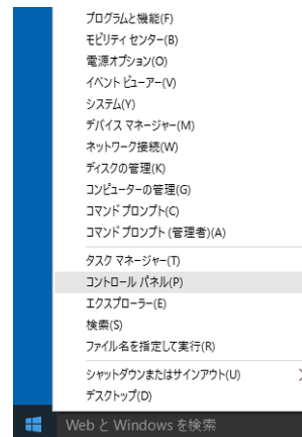 プログラムと機能(F)
モビリティ センター(B)
電源オプション(O)
イベント ビューアー(V)
システム(Y)
デバイス マネージャー(M)
ネットワーク接続(W)
ディスクの管理(K)
コンピューターの管理(G)
コマンド プロンプト(C)
コマンド プロンプト (管理者)(A)
タスク マネージャー(T)
コントロール パネル(P)
エクスプローラー(E)
検索(S)
ファイル名を指定して実行(R)
シャットダウンまたはサインアウト(U)
デスクトップ(D)
Web と Windows を検索